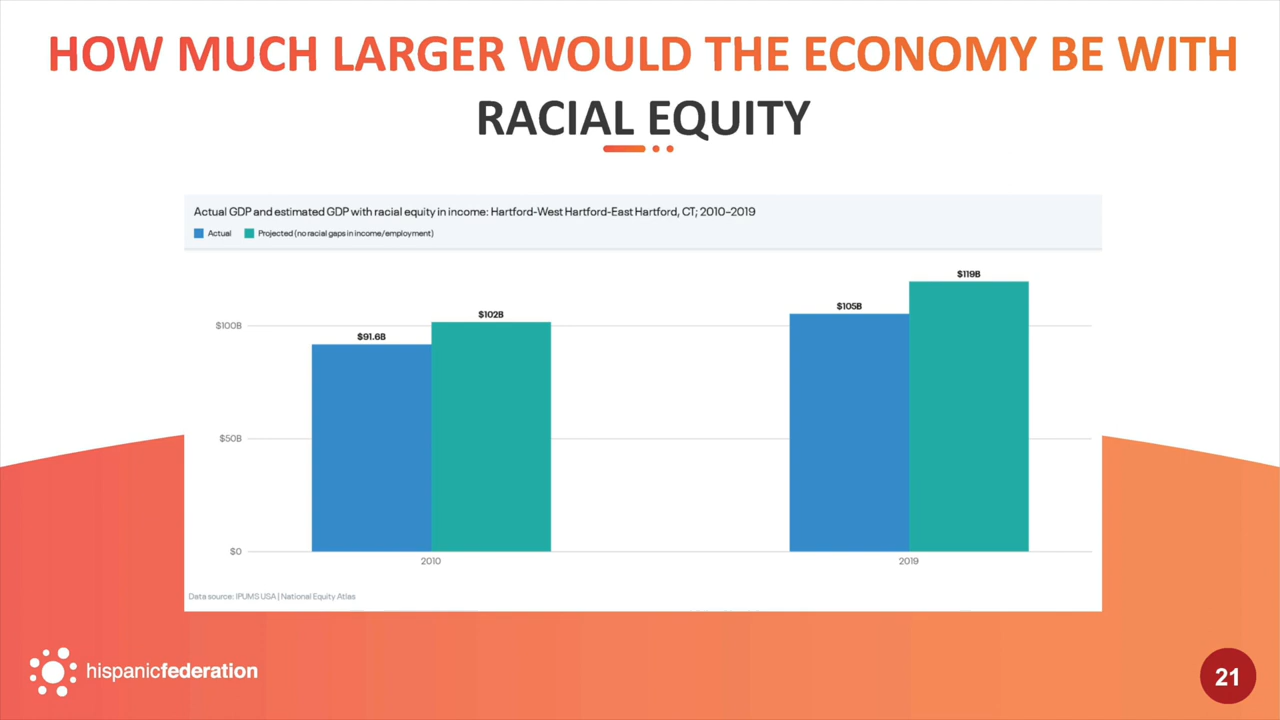 HOW MUCH LARGER WOULD THE ECONOMY BE WITH
RACIAL EQUITY
Actual GDP and estimated GDP with racial equity in income: Hartford-West Hartford-East Hartford, CT; 2010–2019
Actual
Projected (no racial gaps in income/employment)
$119B
$105B
$102B
$100B
$91.6B
$50B
$0
2010
2019
Data source: IPUMS USA | National Equity Atlas
hispanicfederation
21